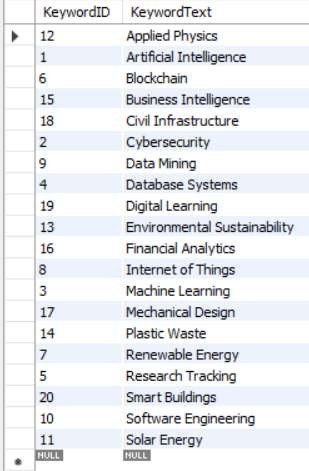 KeywordID KeywordText
12 Applied Physics
1 Artificial Intelligence
6 Blockchain
15 Business Intelligence
18 Civil Infrastructure
2 Cybersecurity
9 Data Mining
4 Database Systems
19 Digital Learning
13 Environmental Sustainability
16 Financial Analytics
8 Internet of Things
3 Machine Learning
17 Mechanical Design
14 Plastic Waste
7 Renewable Energy
5 Research Tracking
20 Smart Buildings
10 Software Engineering
11 Solar Energy
NULL NULL